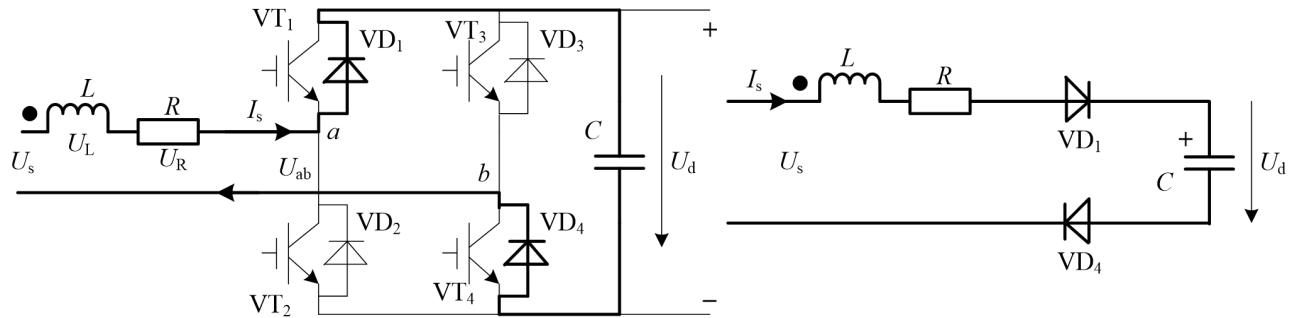 VT1
VD1
VT3
VD3
+
L
R
Is
a
C
Us
UL
UR
Uab
b
Ud
VD2
VD4
VT2
VT4
−
Is
L
R
VD1
Us
+
C
Ud
VD4